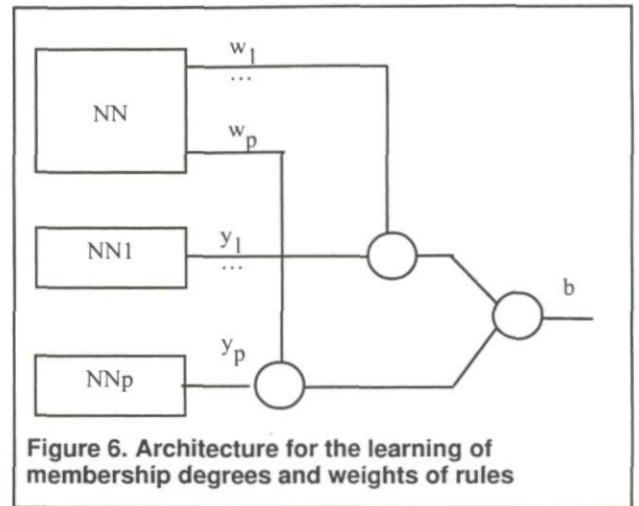 w1
...
NN
wp
NN1
y1
...
b
yp
NNp
Figure 6. Architecture for the learning of
membership degrees and weights of rules